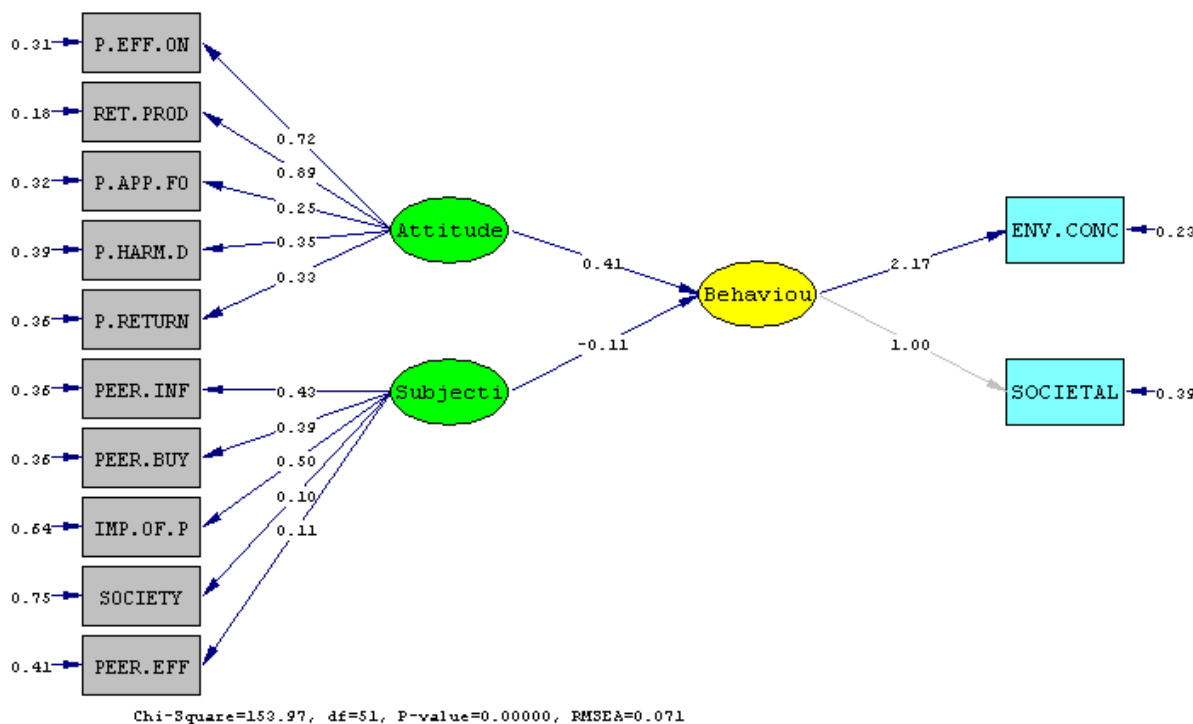 0.31 P.EFF.ON
0.18 RET.PROD
0.32 P.APP.FO
0.39 P.HARM.D
0.36 P.RETURN
0.36 PEER.INF
0.36 PEER.BUY
0.64 IMP.OF.P
0.75 SOCIETY
0.41 PEER.EFF
0.72
0.89
0.25
0.35
0.33
0.43
0.39
0.50
0.10
0.11
Attitude
Subjecti
0.41
-0.11
Behaviou
2.17
1.00
ENV.CONC 0.23
SOCIETAL 0.39
Chi-Square=153.97, df=51, P-value=0.00000, RMSEA=0.071